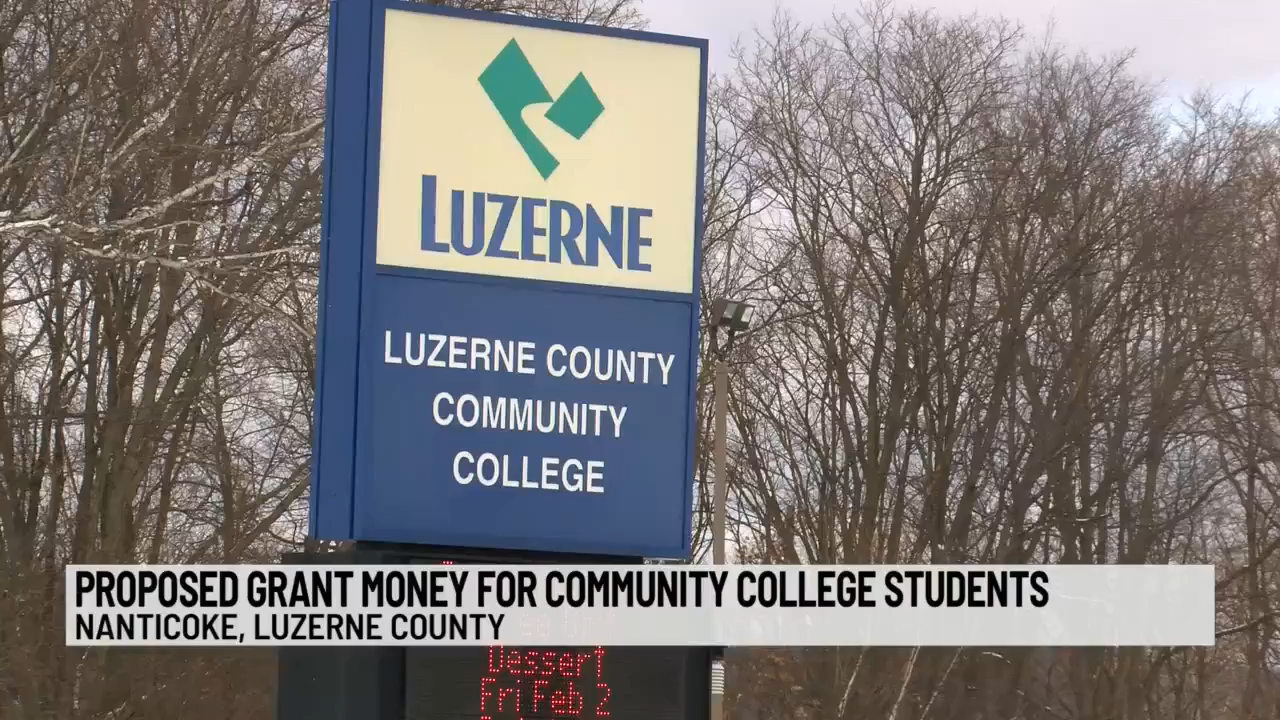 LUZERNE
LUZERNE COUNTY
COMMUNITY
COLLEGE
PROPOSED GRANT MONEY FOR COMMUNITY COLLEGE STUDENTS
NANTICOKE, LUZERNE COUNTY
Dessert
Fri Feb 2